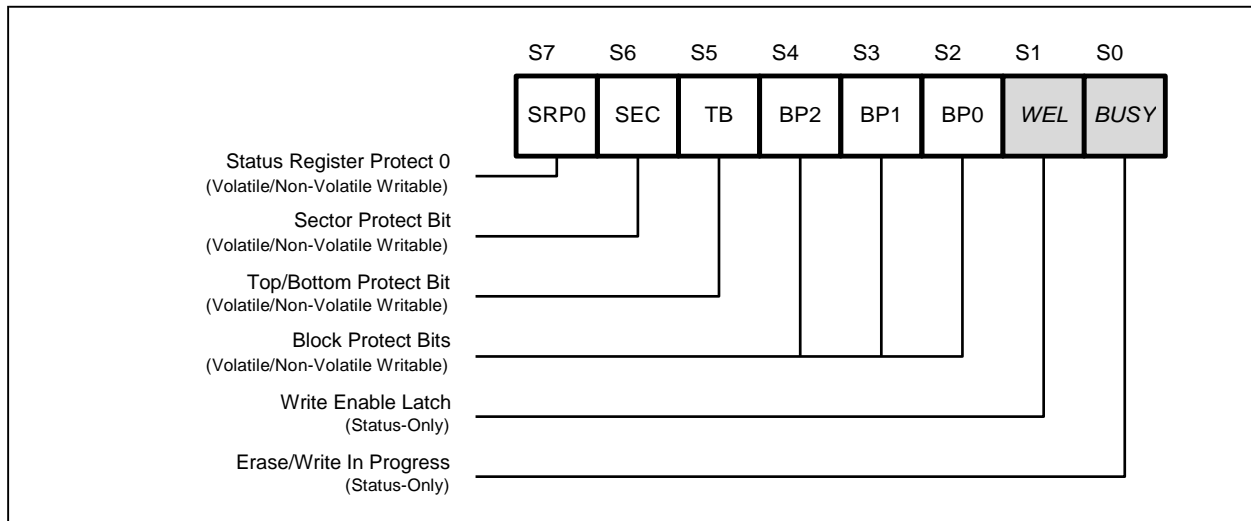 S7 S6 S5 S4 S3 S2 S1 S0
SRP0 SEC TB BP2 BP1 BP0 WEL BUSY
Status Register Protect 0
(Volatile/Non-Volatile Writable)
Sector Protect Bit
(Volatile/Non-Volatile Writable)
Top/Bottom Protect Bit
(Volatile/Non-Volatile Writable)
Block Protect Bits
(Volatile/Non-Volatile Writable)
Write Enable Latch
(Status-Only)
Erase/Write In Progress
(Status-Only)